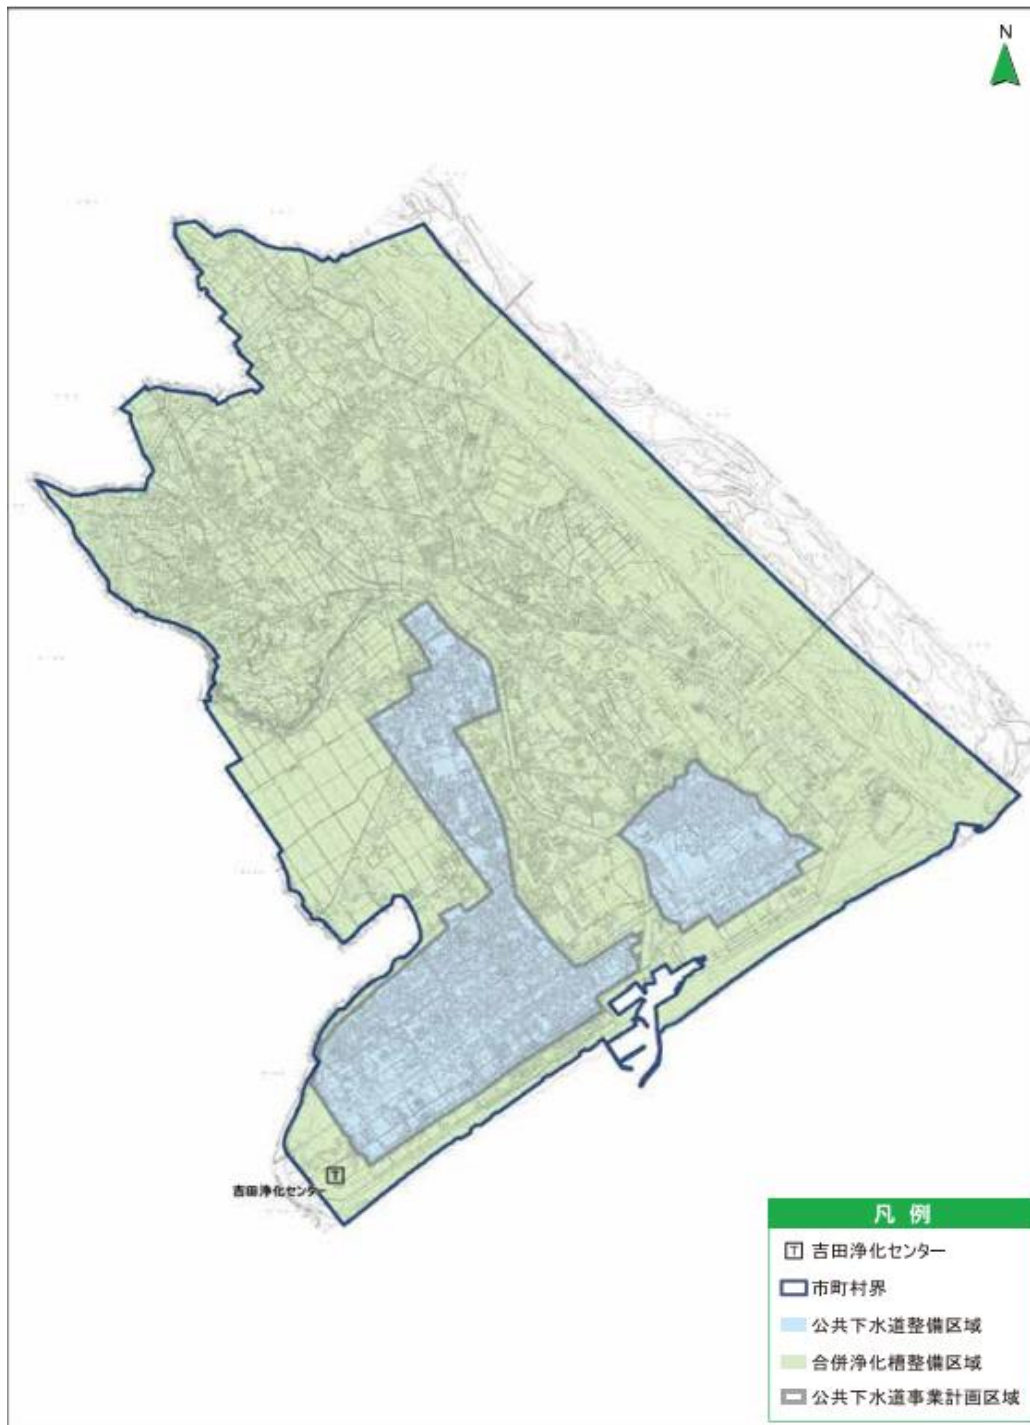 N
吉田浄化センター
凡 例
吉田浄化センター
市町村界
公共下水道整備区域
合併浄化槽整備区域
公共下水道事業計画区域